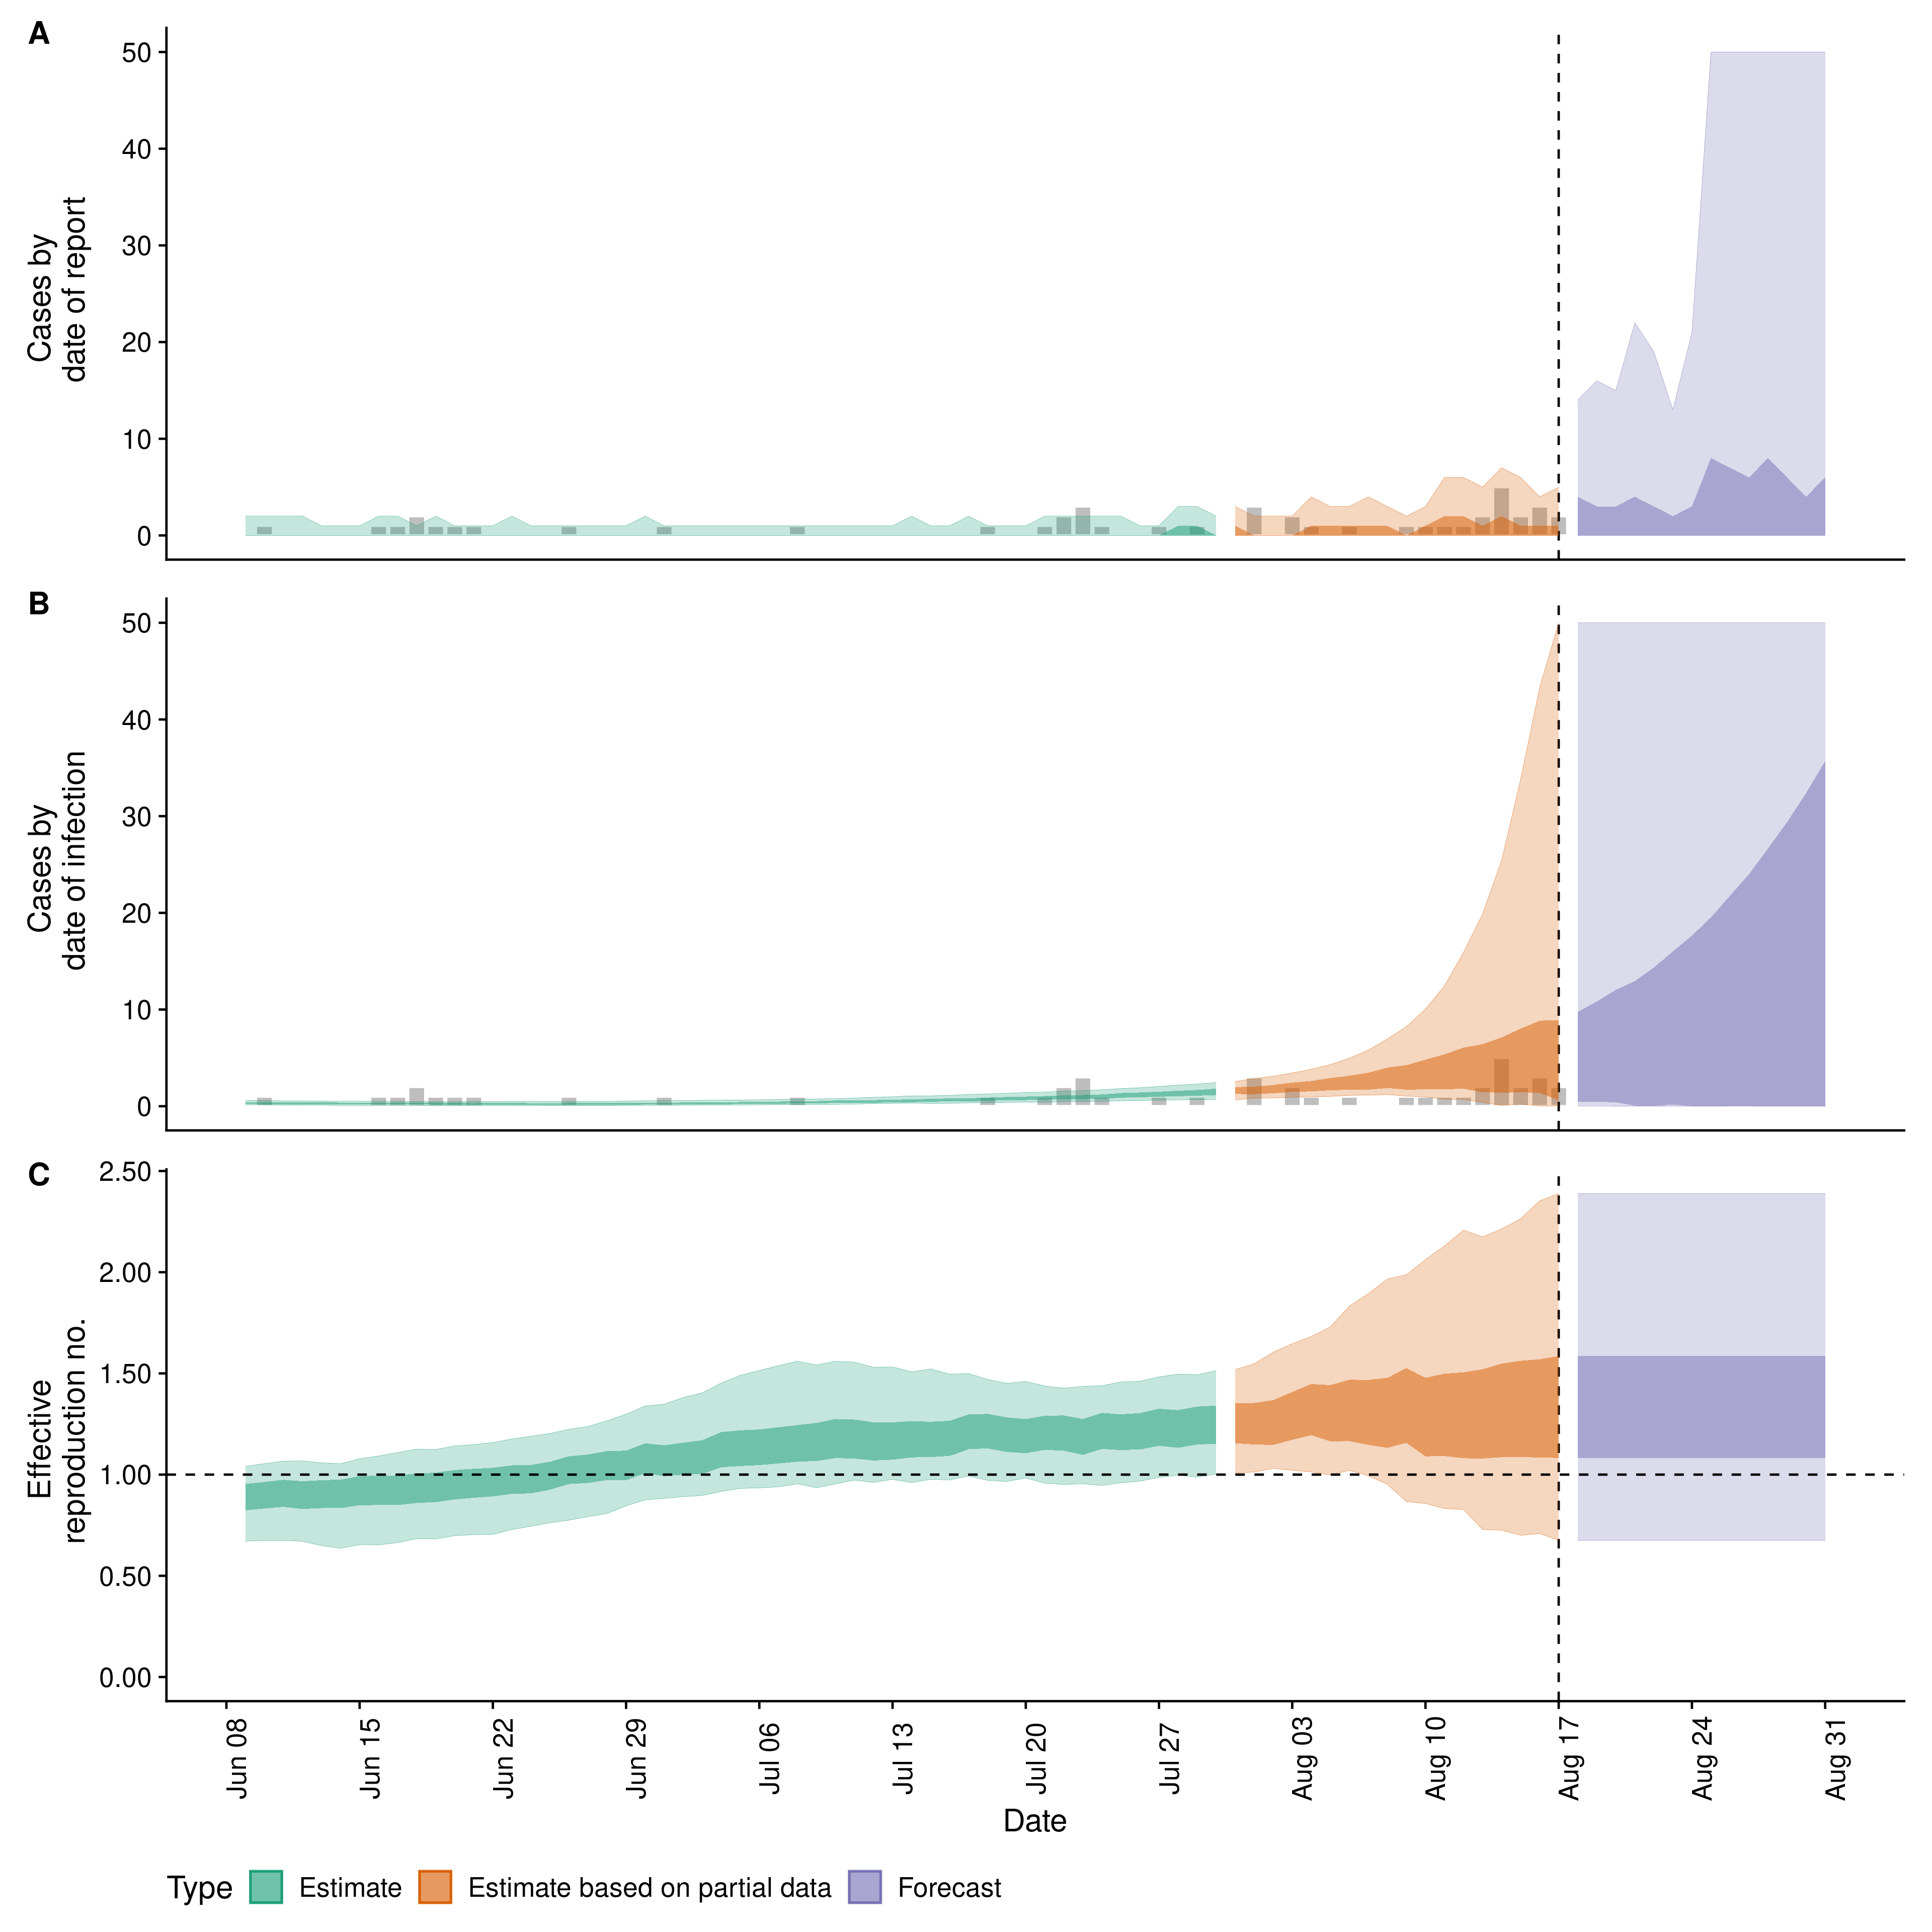 A
50
40
30
20
10
0
Cases by
date of report
B
50
40
30
20
10
0
Cases by
date of infection
C
2.50
2.00
1.50
1.00
0.50
0.00
Effective
reproduction no.
Jun 08
Jun 15
Jun 22
Jun 29
Jul 06
Jul 13
Jul 20
Jul 27
Aug 03
Aug 10
Aug 17
Aug 24
Aug 31
Date
Type Estimate Estimate based on partial data Forecast